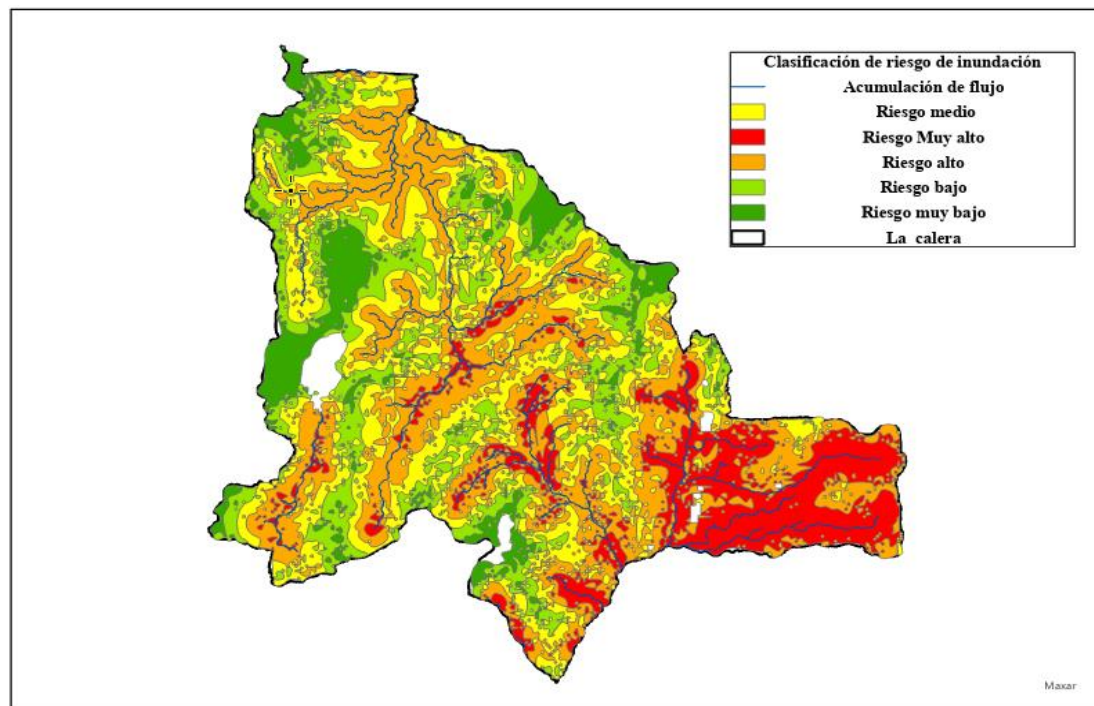 Clasificación de riesgo de inundación
Acumulación de flujo
Riesgo medio
Riesgo Muy alto
Riesgo alto
Riesgo bajo
Riesgo muy bajo
La calera
Maxar